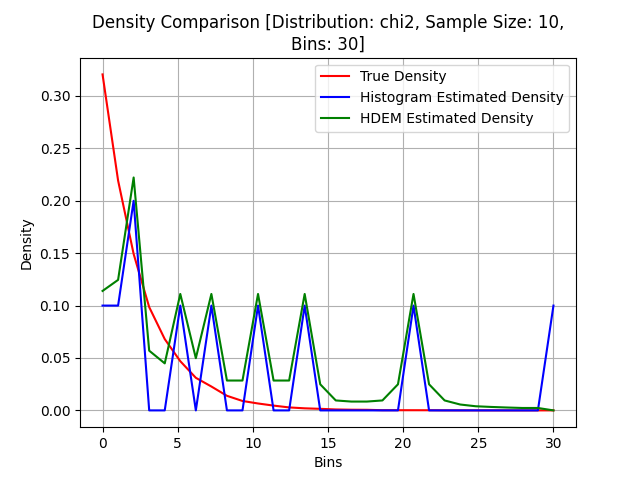 Density Comparison [Distribution: chi2, Sample Size: 10,
Bins: 30]
True Density
Histogram Estimated Density
HDEM Estimated Density
Density
0.30
0.25
0.20
0.15
0.10
0.05
0.00
0 5 10 15 20 25 30
Bins